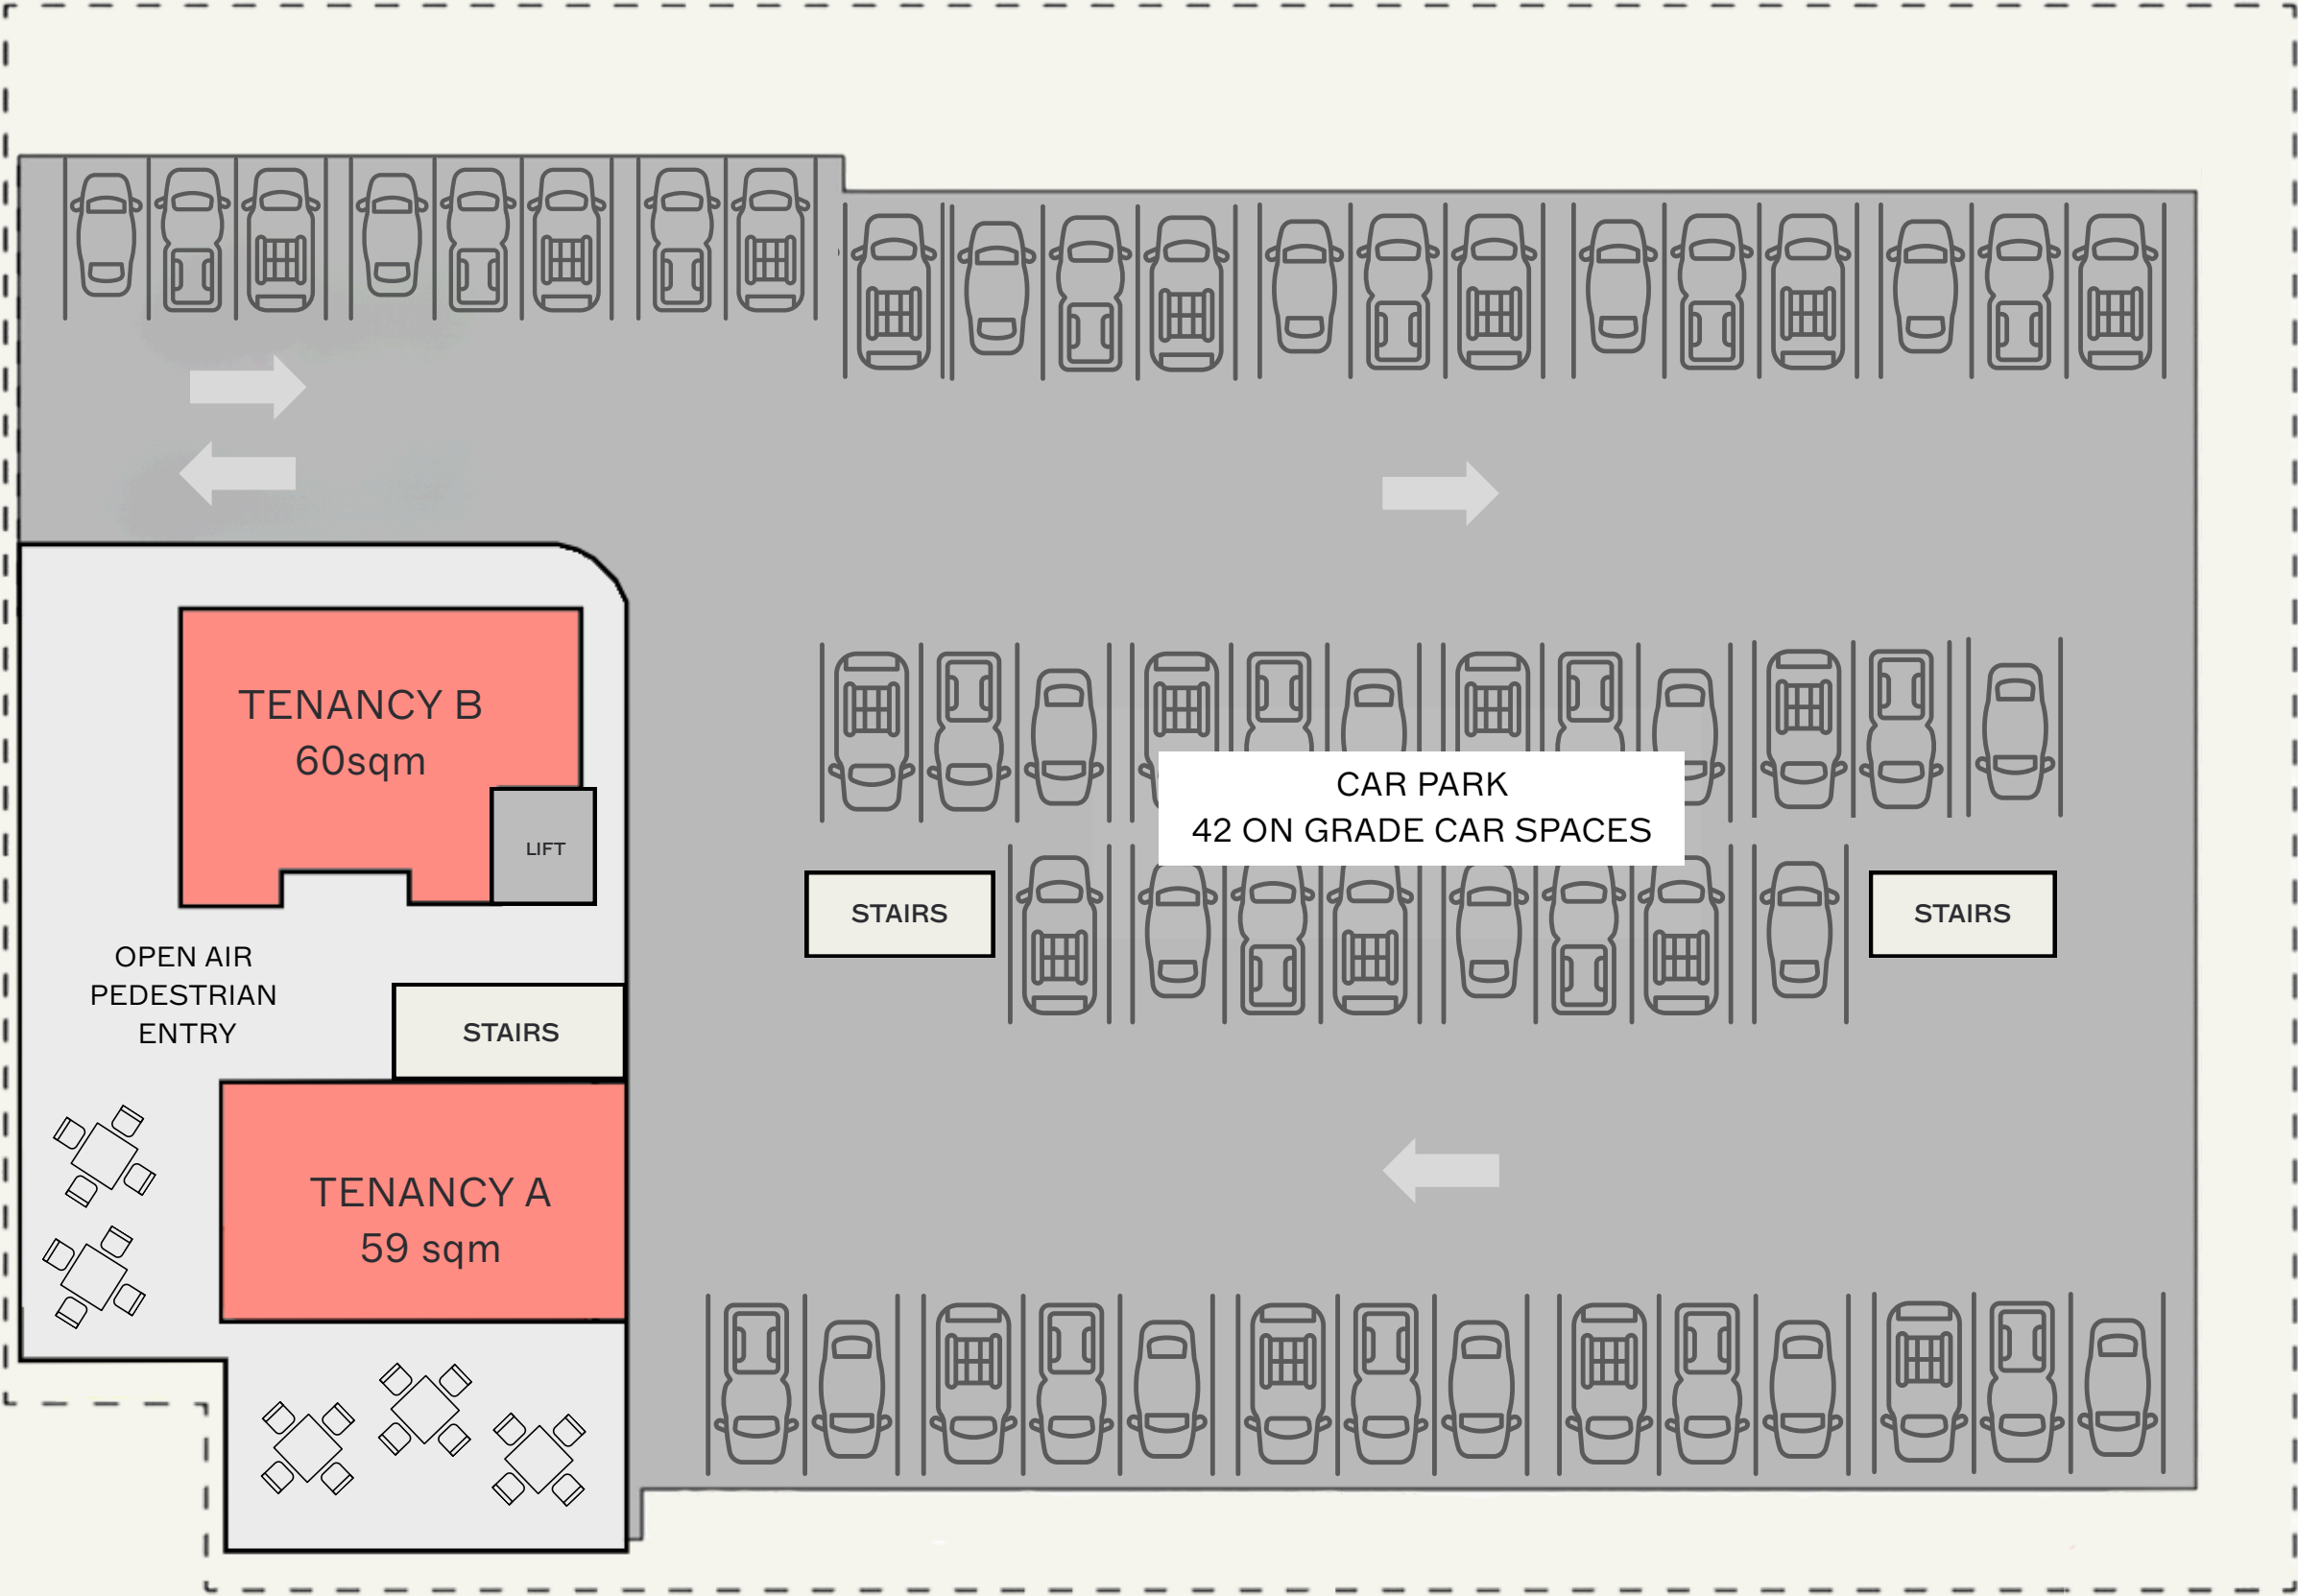 TENANCY B
60sqm
LIFT
CAR PARK
42 ON GRADE CAR SPACES
STAIRS
STAIRS
OPEN AIR
PEDESTRIAN
ENTRY
STAIRS
TENANCY A
59 sqm